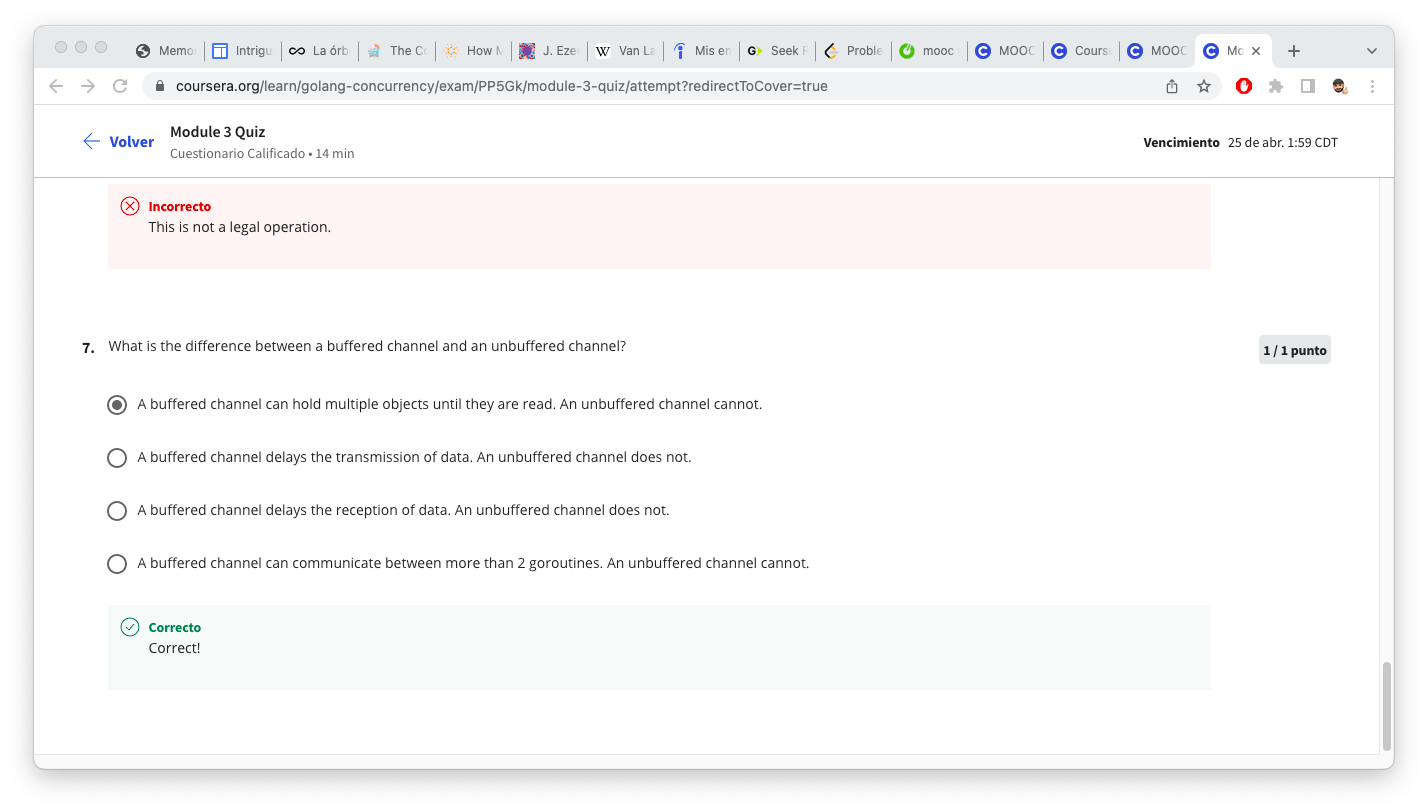 Memo
Intrigu
La órb
The Co
How M
J. Ezec
Van La
Mis en
Seek F
Proble
mooc
MOOC
Cours
MOOC
Mo
coursera.org/learn/golang-concurrency/exam/PP5Gk/module-3-quiz/attempt?redirectToCover=true
Volver
Module 3 Quiz
Cuestionario Calificado • 14 min
Vencimiento 25 de abr. 1:59 CDT
Incorrecto
This is not a legal operation.
7. What is the difference between a buffered channel and an unbuffered channel?
1 / 1 punto
A buffered channel can hold multiple objects until they are read. An unbuffered channel cannot.
A buffered channel delays the transmission of data. An unbuffered channel does not.
A buffered channel delays the reception of data. An unbuffered channel does not.
A buffered channel can communicate between more than 2 goroutines. An unbuffered channel cannot.
Correcto
Correct!